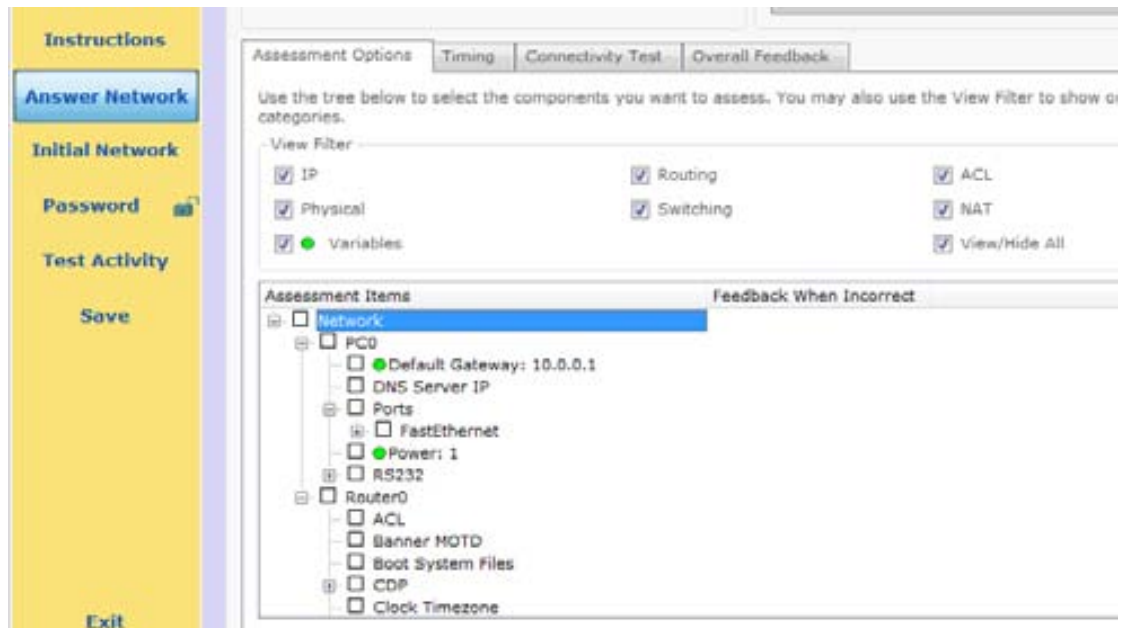 Instructions
Answer Network
Initial Network
Password
Test Activity
Save
Exit
Assessment Options Timing Connectivity Test Overall Feedback
Use the tree below to select the components you want to assess. You may also use the View Filter to show
categories.
View Filter
IP Routing ACL
Physical Switching NAT
Variables View/Hide All
Assessment Items Feedback When Incorrect
Network
PC0
Default Gateway: 10.0.0.1
DNS Server IP
Ports
FastEthernet
Power: 1
RS232
Router0
ACL
Banner MOTD
Boot System Files
CDP
Clock Timezone